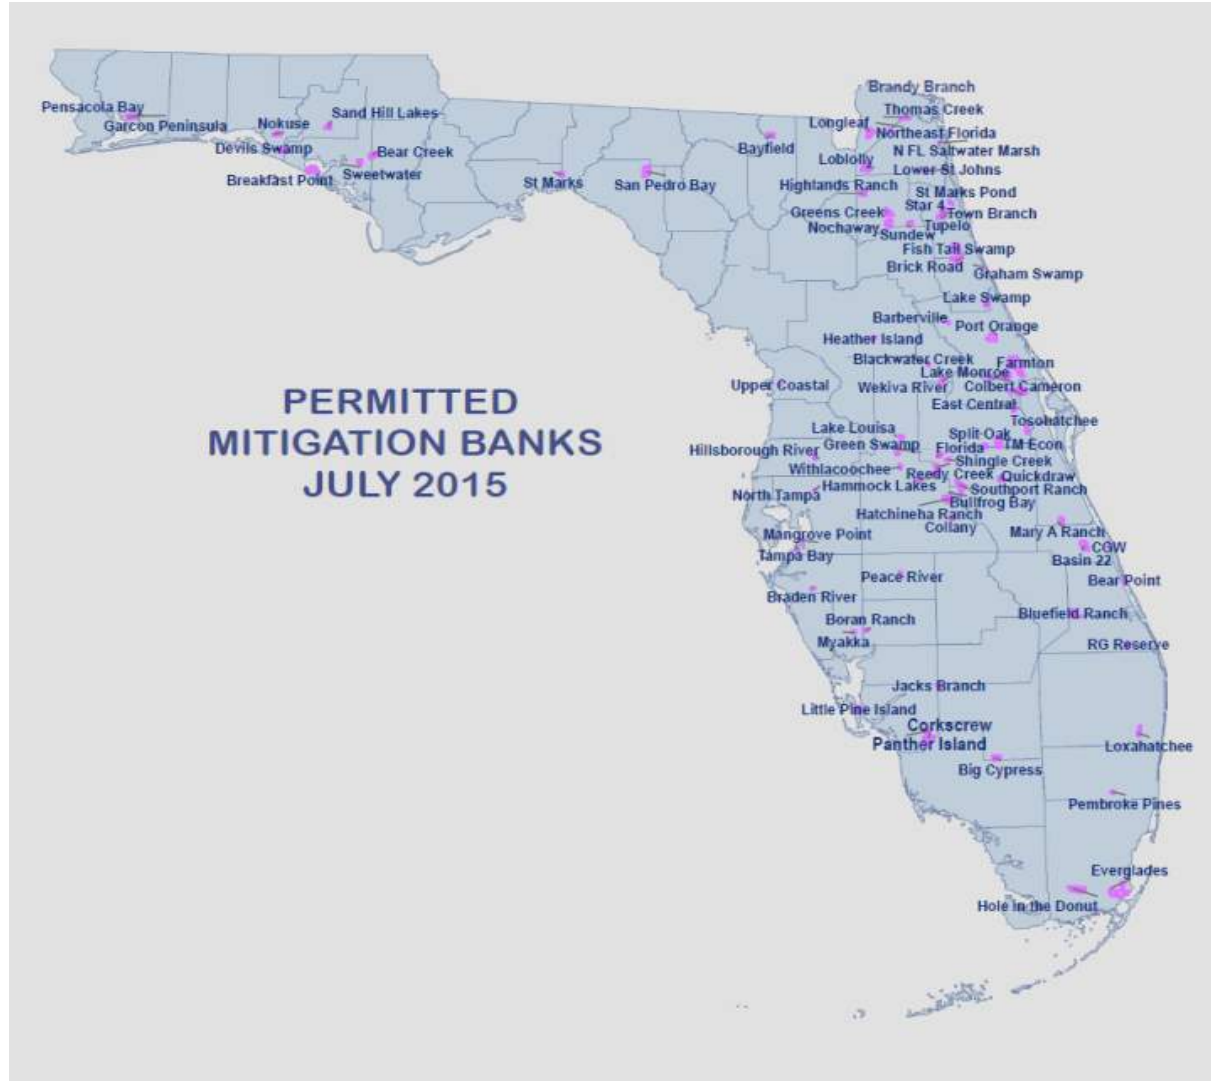 Brandy Branch
Pensacola Bay
Garcon Peninsula
Nokuse
Sand Hill Lakes
Devils Swamp
Bear Creek
Breakfast Point
Sweetwater
St Marks
San Pedro Bay
Bayfield
Thomas Creek
Longleaf
Northeast Florida
N FL Saltwater Marsh
Loblolly
Lower St Johns
Highlands Ranch
St Marks Pond
Star 4
Greens Creek
Town Branch
Nochaway
Sundew
Tupelo
Fish Tail Swamp
Brick Road
Graham Swamp
Lake Swamp
Barberville
Port Orange
Heather Island
Blackwater Creek
Farmton
Lake Monroe
Upper Coastal
Wekiva River
Colbert Cameron
East Central
PERMITTED
MITIGATION BANKS
JULY 2015
Tosohatchee
Lake Louisa
Split Oak
Hillsborough River
Green Swamp
Florida
TM Econ
Shingle Creek
Withlacoochee
Reedy Creek
Quickdraw
Hammock Lakes
Southport Ranch
North Tampa
Bullfrog Bay
Hatchineha Ranch
Collany
Mangrove Point
Mary A Ranch
Tampa Bay
CGW
Basin 22
Peace River
Bear Point
Braden River
Boran Ranch
Bluefield Ranch
Myakka
RG Reserve
Jacks Branch
Little Pine Island
Corkscrew
Panther Island
Loxahatchee
Big Cypress
Pembroke Pines
Everglades
Hole in the Donut